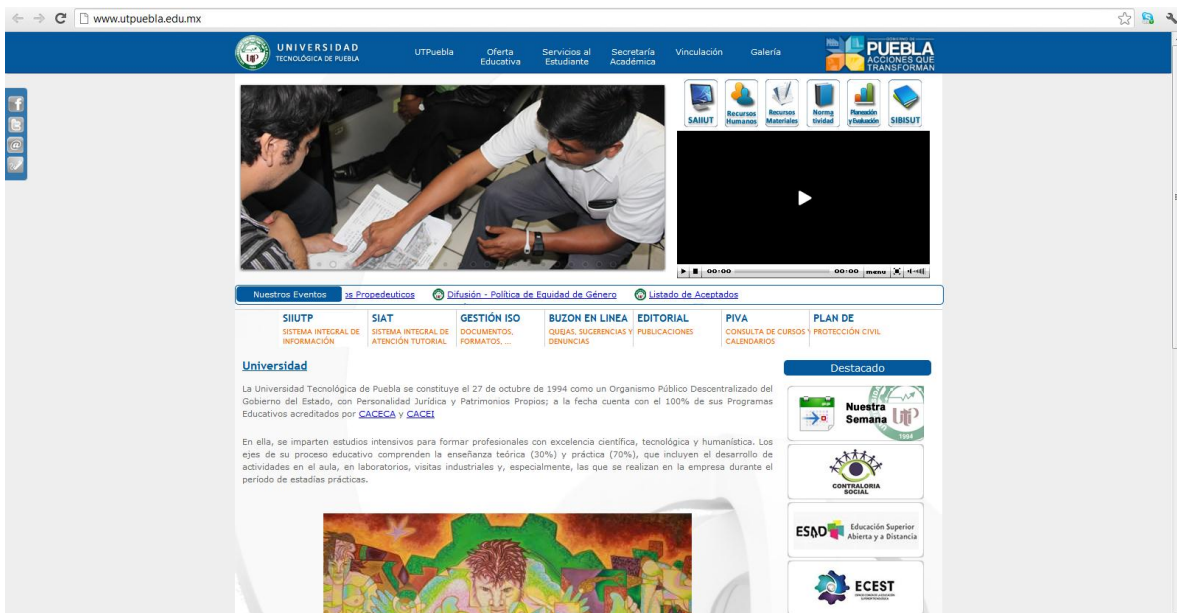 www.utpuebla.edu.mx
UNIVERSIDAD
TECNOLÓGICA DE PUEBLA
UTPuebla
Oferta
Educativa
Servicios al
Estudiante
Secretaría
Académica
Vinculación
Galería
PUEBLA
ACCIONES QUE
TRANSFORMAN
SAIIUT
Recursos
Humanos
Recursos
Materiales
Norma
tividad
Planeación
y Evaluación
SIBISUT
00:00
00:00 menu
Nuestros Eventos
os Propedeuticos
Difusión - Política de Equidad de Género
Listado de Aceptados
SIIUTP
SISTEMA INTEGRAL DE
INFORMACIÓN
SIAT
SISTEMA INTEGRAL DE
ATENCIÓN TUTORIAL
GESTIÓN ISO
DOCUMENTOS,
FORMATOS, ...
BUZON EN LINEA
QUEJAS, SUGERENCIAS Y
DENUNCIAS
EDITORIAL
PUBLICACIONES
PIVA
CONSULTA DE CURSOS Y
CALENDARIOS
PLAN DE
PROTECCIÓN CIVIL
Universidad
La Universidad Tecnológica de Puebla se constituye el 27 de octubre de 1994 como un Organismo Público Descentralizado del
Gobierno del Estado, con Personalidad Jurídica y Patrimonios Propios; a la fecha cuenta con el 100% de sus Programas
Educativos acreditados por CACECA y CACEI
En ella, se imparten estudios intensivos para formar profesionales con excelencia científica, tecnológica y humanística. Los
ejes de su proceso educativo comprenden la enseñanza teórica (30%) y práctica (70%), que incluyen el desarrollo de
actividades en el aula, en laboratorios, visitas industriales y, especialmente, las que se realizan en la empresa durante el
período de estadías prácticas.
Destacado
Nuestra
Semana
UTP
1994
CONTRALORIA
SOCIAL
ESAD
Educación Superior
Abierta y a Distancia
ECEST